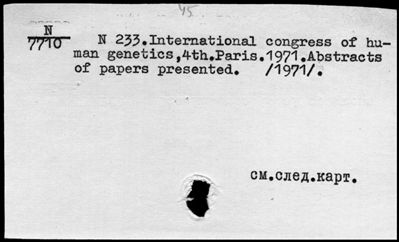 45
N
7710
N 233.International congress of hu-
man genetics,4th.Paris.1971.Abstracts
of papers presented. /1971/.
см.след.карт.